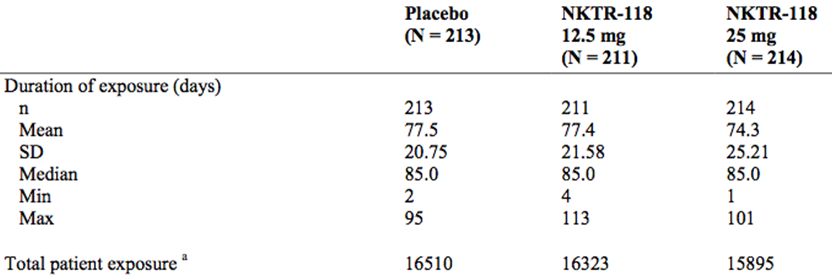 Placebo NKTR-118 NKTR-118
(N = 213) 12.5 mg 25 mg
(N = 211) (N = 214)
Duration of exposure (days)
n 213 211 214
Mean 77.5 77.4 74.3
SD 20.75 21.58 25.21
Median 85.0 85.0 85.0
Min 2 4 1
Max 95 113 101
Total patient exposure a 16510 16323 15895